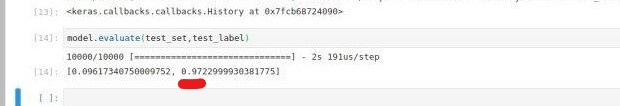 [13]: <keras.callbacks.callbacks.History at 0x7fcb68724090>
[14]: model.evaluate(test_set,test_label)
10000/10000 [==============================] - 2s 191us/step
[14]: [0.09617340750009752, 0.9722999930381775]
[ ]: